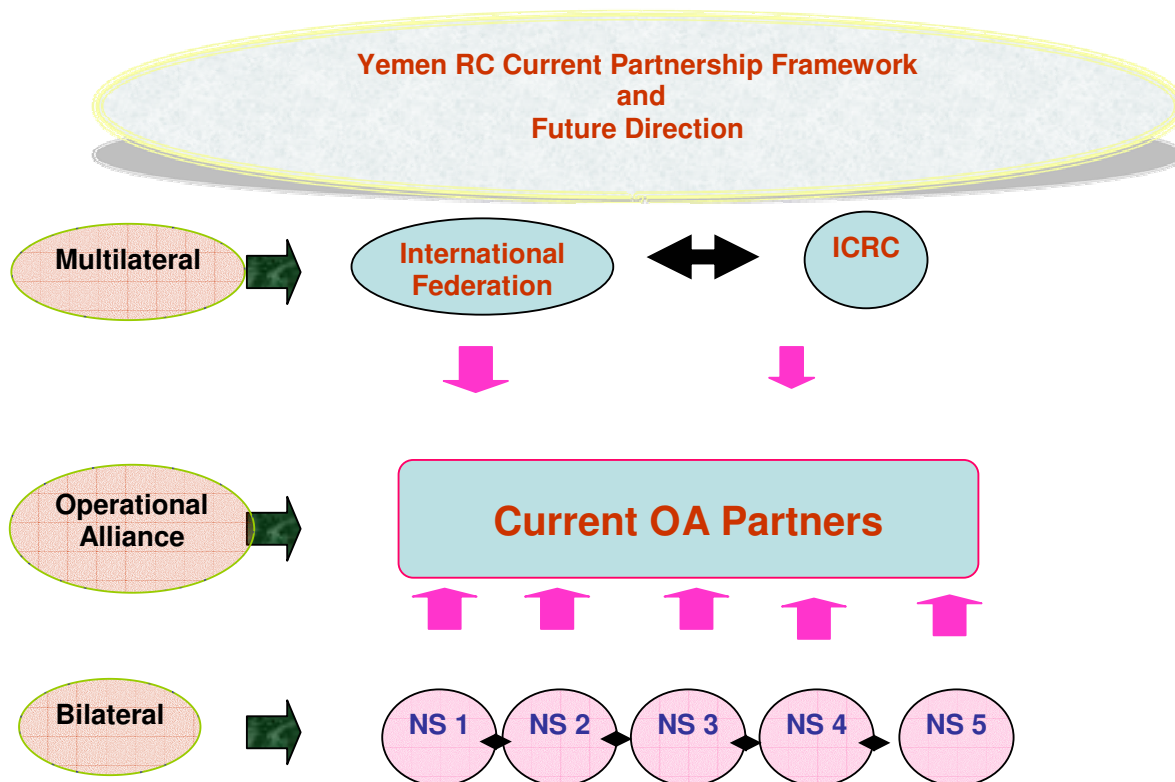 Yemen RC Current Partnership Framework
and
Future Direction
Multilateral
International
Federation
ICRC
Operational
Alliance
Current OA Partners
Bilateral
NS 1
NS 2
NS 3
NS 4
NS 5